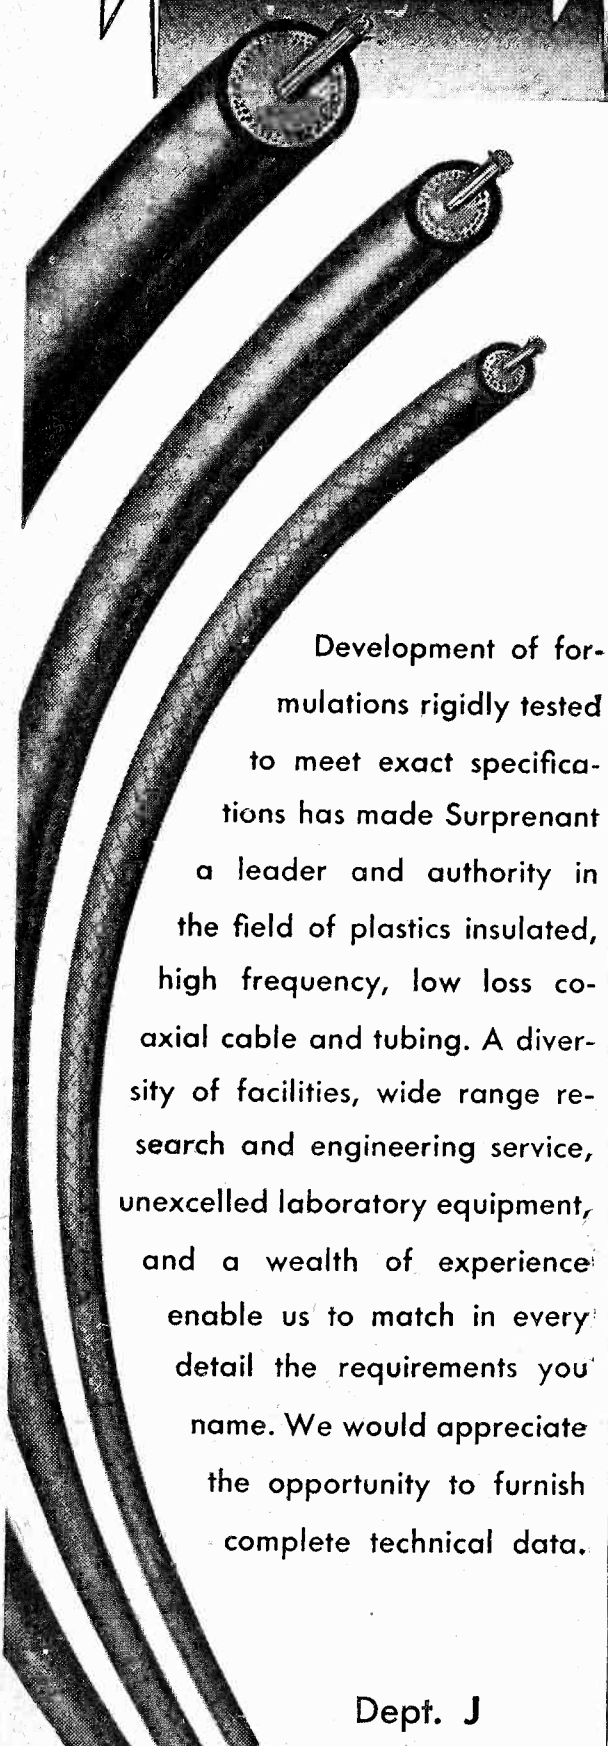 Development of for-
mulations rigidly tested
to meet exact specifica-
tions has made Surprenant
a leader and authority in
the field of plastics insulated,
high frequency, low loss co-
axial cable and tubing. A diver-
sity of facilities, wide range re-
search and engineering service,
unexcelled laboratory equipment,
and a wealth of experience
enable us to match in every
detail the requirements you
name. We would appreciate
the opportunity to furnish
complete technical data.
Dept. J